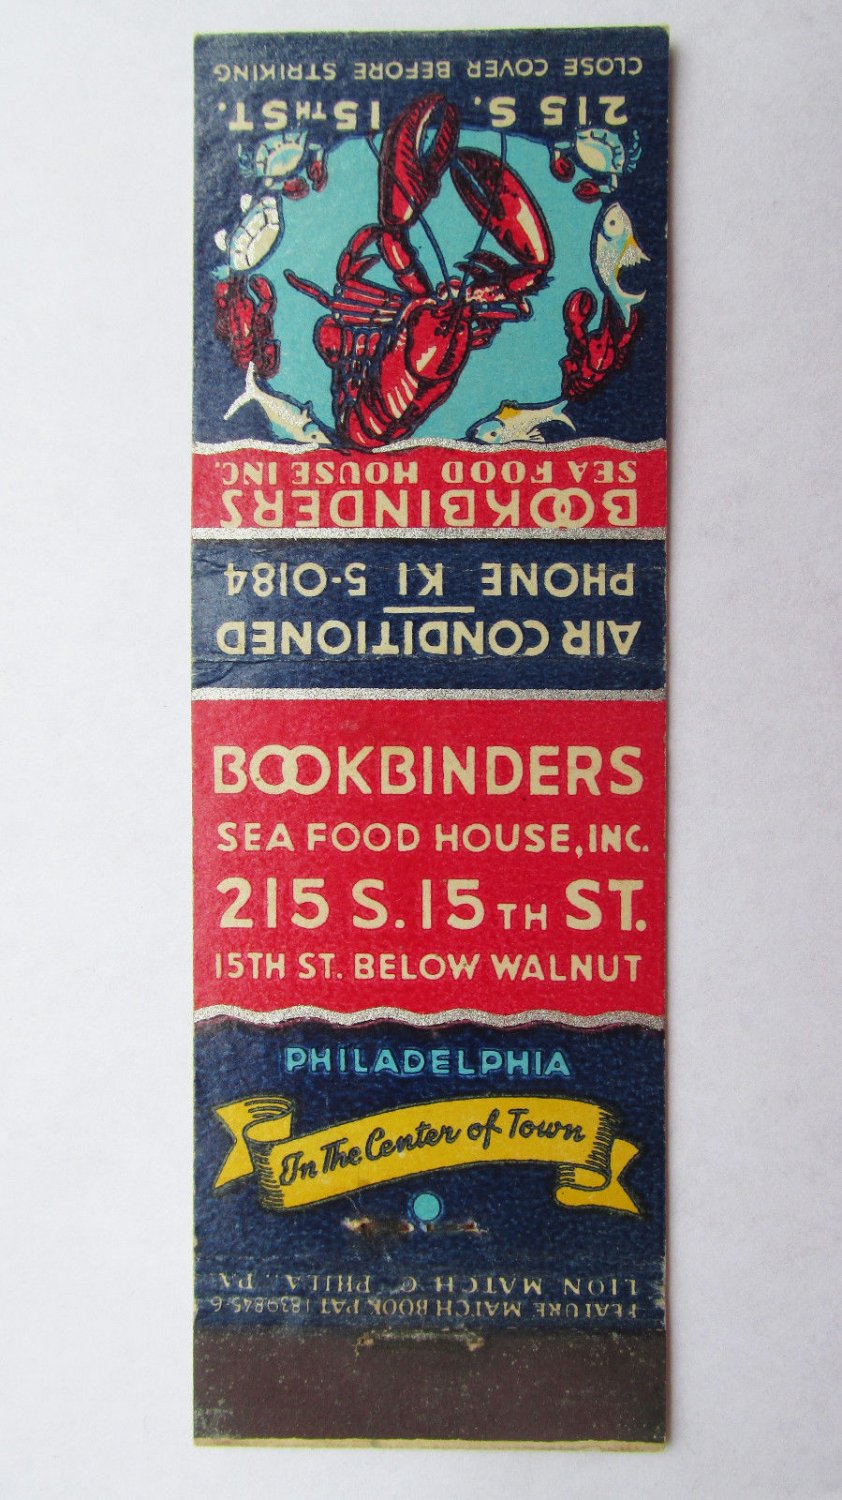 CLOSE COVER BEFORE STRIKING
215 S. 15TH ST.
BOOKBINDERS
SEA FOOD HOUSE INC.
AIR CONDITIONED
PHONE KI 5-0184
BOOKBINDERS
SEA FOOD HOUSE, INC.
215 S. 15TH ST.
15TH ST. BELOW WALNUT
PHILADELPHIA
In The Center of Town
FEATURE MATCH BOOK PAT 1839845-6
LION MATCH C PHILA., PA